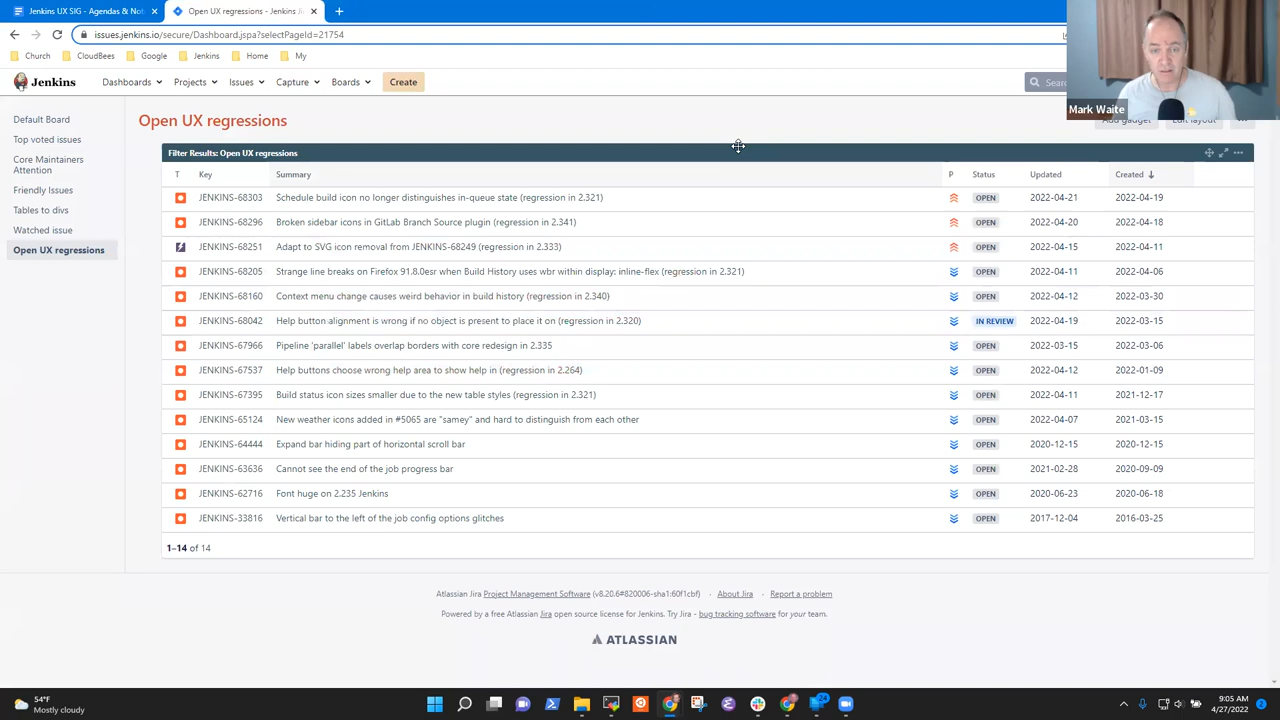 Jenkins UX SIG - Agendas & Not
Open UX regressions - Jenkins Ji
issues.jenkins.io/secure/Dashboard.jspa?selectPageId=21754
Church CloudBees Google Jenkins Home My
Jenkins Dashboards Projects Issues Capture Boards Create
Mark Waite
Default Board
Top voted issues
Core Maintainers
Attention
Friendly Issues
Tables to divs
Watched issue
Open UX regressions
Open UX regressions
Add gadget Edit layout
Filter Results: Open UX regressions
T Key Summary P Status Updated Created
JENKINS-68303 Schedule build icon no longer distinguishes in-queue state (regression in 2.321) OPEN 2022-04-21 2022-04-19
JENKINS-68296 Broken sidebar icons in GitLab Branch Source plugin (regression in 2.341) OPEN 2022-04-20 2022-04-18
JENKINS-68251 Adapt to SVG icon removal from JENKINS-68249 (regression in 2.333) OPEN 2022-04-15 2022-04-11
JENKINS-68205 Strange line breaks on Firefox 91.8.0esr when Build History uses wbr within display: inline-flex (regression in 2.321) OPEN 2022-04-11 2022-04-06
JENKINS-68160 Context menu change causes weird behavior in build history (regression in 2.340) OPEN 2022-04-12 2022-03-30
JENKINS-68042 Help button alignment is wrong if no object is present to place it on (regression in 2.320) IN REVIEW 2022-04-19 2022-03-15
JENKINS-67966 Pipeline 'parallel' labels overlap borders with core redesign in 2.335 OPEN 2022-03-15 2022-03-06
JENKINS-67537 Help buttons choose wrong help area to show help in (regression in 2.264) OPEN 2022-04-12 2022-01-09
JENKINS-67395 Build status icon sizes smaller due to the new table styles (regression in 2.321) OPEN 2022-04-11 2021-12-17
JENKINS-65124 New weather icons added in #5065 are "samey" and hard to distinguish from each other OPEN 2022-04-07 2021-03-15
JENKINS-64444 Expand bar hiding part of horizontal scroll bar OPEN 2020-12-15 2020-12-15
JENKINS-63636 Cannot see the end of the job progress bar OPEN 2021-02-28 2020-09-09
JENKINS-62716 Font huge on 2.235 Jenkins OPEN 2020-06-23 2020-06-18
JENKINS-33816 Vertical bar to the left of the job config options glitches OPEN 2017-12-04 2016-03-25
1–14 of 14
Atlassian Jira Project Management Software (v8.20.6#820006-sha1:60f1cbf) · About Jira · Report a problem
Powered by a free Atlassian Jira open source license for Jenkins. Try Jira - bug tracking software for your team.
ATLASSIAN
54°F
Mostly cloudy
9:05 AM
4/27/2022